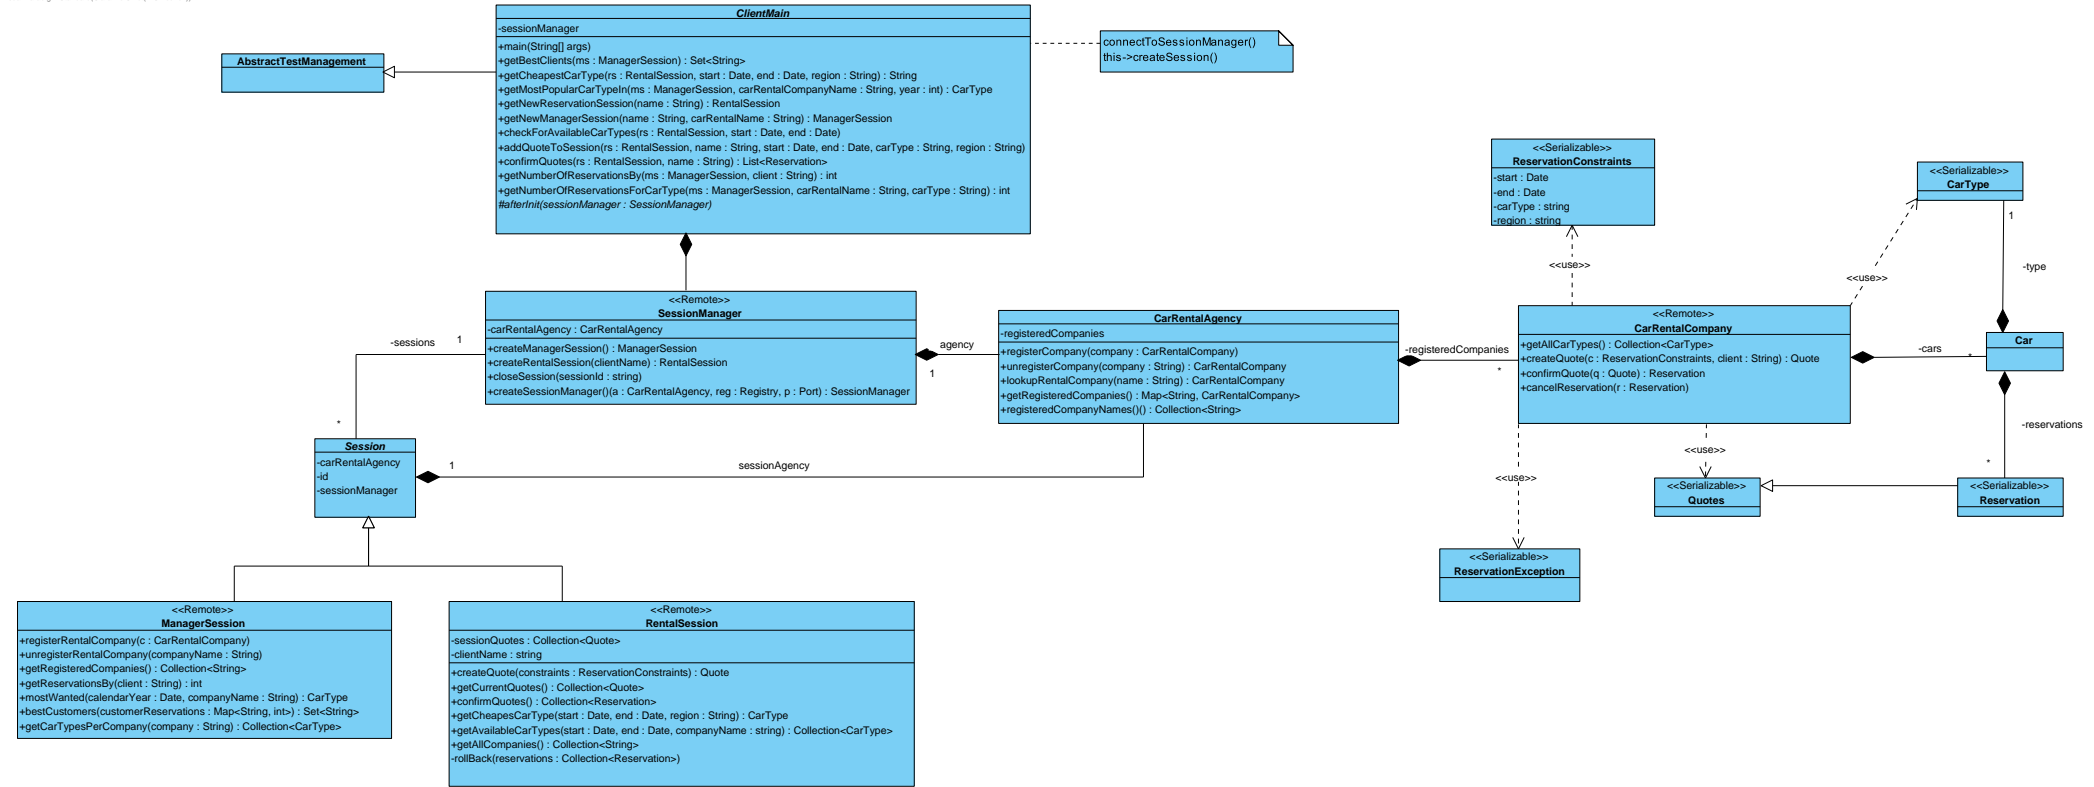 ClientMain
-sessionManager
+main(String[] args)
+getBestClients(ms : ManagerSession) : Set<String>
+getCheapestCarType(rs : RentalSession, start : Date, end : Date, region : String) : String
+getMostPopularCarTypeIn(ms : ManagerSession, carRentalCompanyName : String, year : int) : CarType
+getNewReservationSession(name : String) : RentalSession
+getNewManagerSession(name : String, carRentalName : String) : ManagerSession
+checkForAvailableCarTypes(rs : RentalSession, start : Date, end : Date)
+addQuoteToSession(rs : RentalSession, name : String, start : Date, end : Date, carType : String, region : String)
+confirmQuotes(rs : RentalSession, name : String) : List<Reservation>
+getNumberOfReservationsBy(ms : ManagerSession, client : String) : int
+getNumberOfReservationsForCarType(ms : ManagerSession, carRentalName : String, carType : String) : int
#afterInit(sessionManager : SessionManager)
connectToSessionManager()
this->createSession()
AbstractTestManagement
<<Serializable>>
ReservationConstraints
-start : Date
-end : Date
-carType : string
-region : string
<<Serializable>>
CarType
1
-type
<<use>>
<<use>>
<<Remote>>
SessionManager
-carRentalAgency : CarRentalAgency
+createManagerSession() : ManagerSession
+createRentalSession(clientName) : RentalSession
+closeSession(sessionId : string)
+createSessionManager()(a : CarRentalAgency, reg : Registry, p : Port) : SessionManager
-sessions
1
*
agency
1
CarRentalAgency
-registeredCompanies
+registerCompany(company : CarRentalCompany)
+unregisterCompany(company : String) : CarRentalCompany
+lookupRentalCompany(name : String) : CarRentalCompany
+getRegisteredCompanies() : Map<String, CarRentalCompany>
+registeredCompanyNames()() : Collection<String>
-registeredCompanies
*
<<Remote>>
CarRentalCompany
+getAllCarTypes() : Collection<CarType>
+createQuote(c : ReservationConstraints, client : String) : Quote
+confirmQuote(q : Quote) : Reservation
+cancelReservation(r : Reservation)
-cars
*
Car
-reservations
*
Session
-carRentalAgency
-id
-sessionManager
1
sessionAgency
<<use>>
<<use>>
<<Serializable>>
Quotes
<<Serializable>>
Reservation
<<Serializable>>
ReservationException
<<Remote>>
ManagerSession
+registerRentalCompany(c : CarRentalCompany)
+unregisterRentalCompany(companyName : String)
+getRegisteredCompanies() : Collection<String>
+getReservationsBy(client : String) : int
+mostWanted(calendarYear : Date, companyName : String) : CarType
+bestCustomers(customerReservations : Map<String, int>) : Set<String>
+getCarTypesPerCompany(company : String) : Collection<CarType>
<<Remote>>
RentalSession
-sessionQuotes : Collection<Quote>
-clientName : string
+createQuote(constraints : ReservationConstraints) : Quote
+getCurrentQuotes() : Collection<Quote>
+confirmQuotes() : Collection<Reservation>
+getCheapesCarType(start : Date, end : Date, region : String) : CarType
+getAvailableCarTypes(start : Date, end : Date, companyName : string) : Collection<CarType>
+getAllCompanies() : Collection<String>
-rollBack(reservations : Collection<Reservation>)